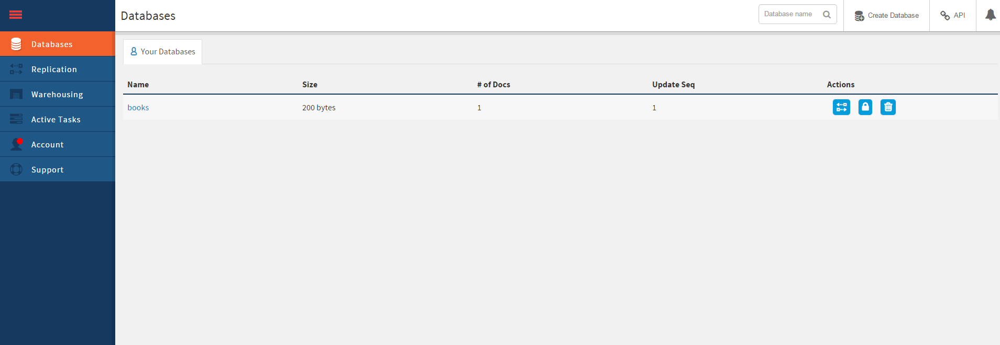 Databases
Database name
Create Database
API
Databases
Replication
Warehousing
Active Tasks
Account
Support
Your Databases
Name Size # of Docs Update Seq Actions
books 200 bytes 1 1